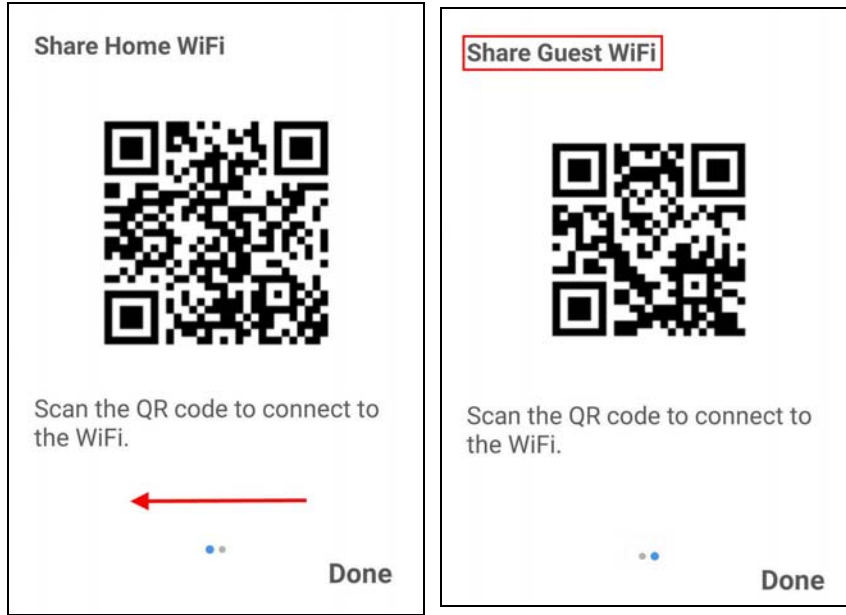 Share Home WiFi
Scan the QR code to connect to
the WiFi.
Done
Share Guest WiFi
Scan the QR code to connect to
the WiFi.
Done